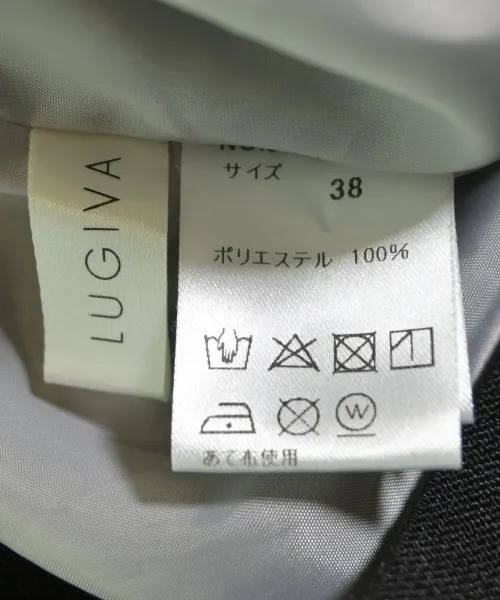 LUGIVA
サイズ 38
ポリエステル 100%
W
あて布使用